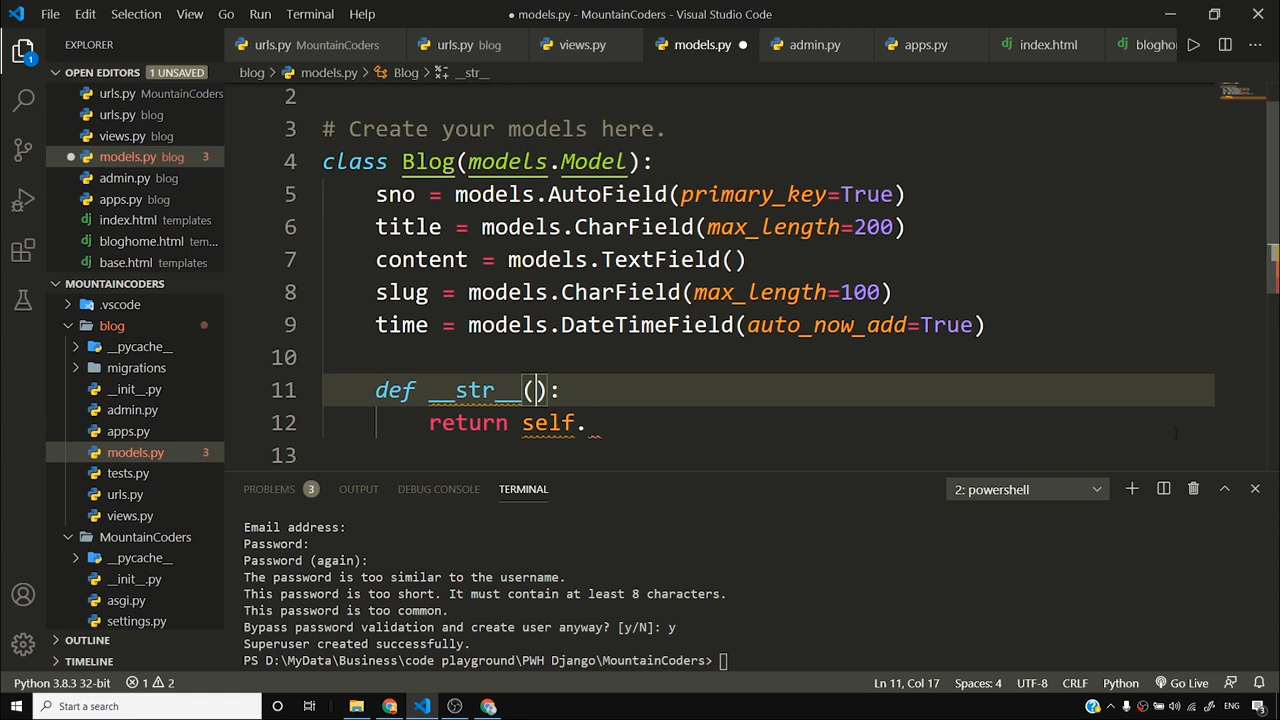 File Edit Selection View Go Run Terminal Help
● models.py - MountainCoders - Visual Studio Code
EXPLORER
urls.py MountainCoders urls.py blog views.py models.py ● admin.py apps.py index.html blogho
OPEN EDITORS 1 UNSAVED
urls.py MountainCoders
urls.py blog
views.py blog
models.py blog 3
admin.py blog
apps.py blog
index.html templates
bloghome.html tem...
base.html templates
MOUNTAINCODERS
.vscode
blog
__pycache__
migrations
__init__.py
admin.py
apps.py
models.py 3
tests.py
urls.py
views.py
MountainCoders
__pycache__
__init__.py
asgi.py
settings.py
OUTLINE
TIMELINE
blog > models.py > Blog > __str__
2
3 # Create your models here.
4 class Blog(models.Model):
5 sno = models.AutoField(primary_key=True)
6 title = models.CharField(max_length=200)
7 content = models.TextField()
8 slug = models.CharField(max_length=100)
9 time = models.DateTimeField(auto_now_add=True)
10
11 def __str__():
12 return self.
13
PROBLEMS 3 OUTPUT DEBUG CONSOLE TERMINAL 2: powershell
Email address:
Password:
Password (again):
The password is too similar to the username.
This password is too short. It must contain at least 8 characters.
This password is too common.
Bypass password validation and create user anyway? [y/N]: y
Superuser created successfully.
PS D:\MyData\Business\code playground\PWH Django\MountainCoders>
Python 3.8.3 32-bit 1 2 Ln 11, Col 17 Spaces: 4 UTF-8 CRLF Python Go Live
Type here to search